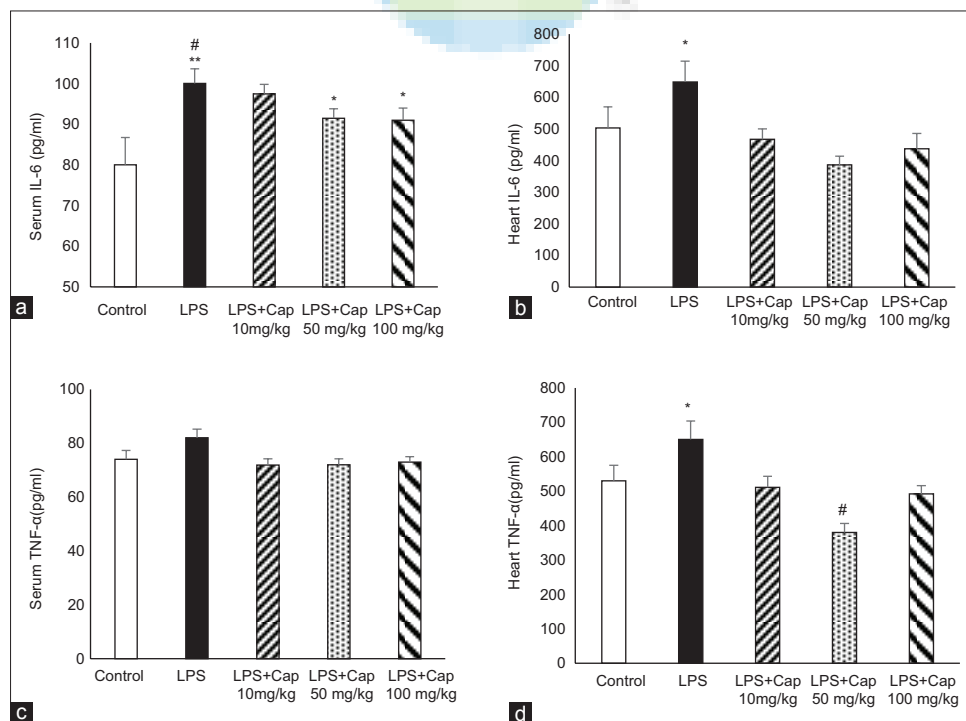 110
100
90
80
70
60
50
Serum IL-6 (pg/ml)
#
**
*
*
Control
LPS
LPS+Cap
10mg/kg
LPS+Cap
50 mg/kg
LPS+Cap
100 mg/kg
a
800
700
600
500
400
300
200
100
0
Heart IL-6 (pg/ml)
*
Control
LPS
LPS+Cap
10mg/kg
LPS+Cap
50 mg/kg
LPS+Cap
100 mg/kg
b
100
80
60
40
20
0
Serum TNF-α(pg/ml)
Control
LPS
LPS+Cap
10mg/kg
LPS+Cap
50 mg/kg
LPS+Cap
100 mg/kg
c
800
700
600
500
400
300
200
100
0
Heart TNF-α(pg/ml)
*
#
Control
LPS
LPS+Cap
10mg/kg
LPS+Cap
50 mg/kg
LPS+Cap
100 mg/kg
d